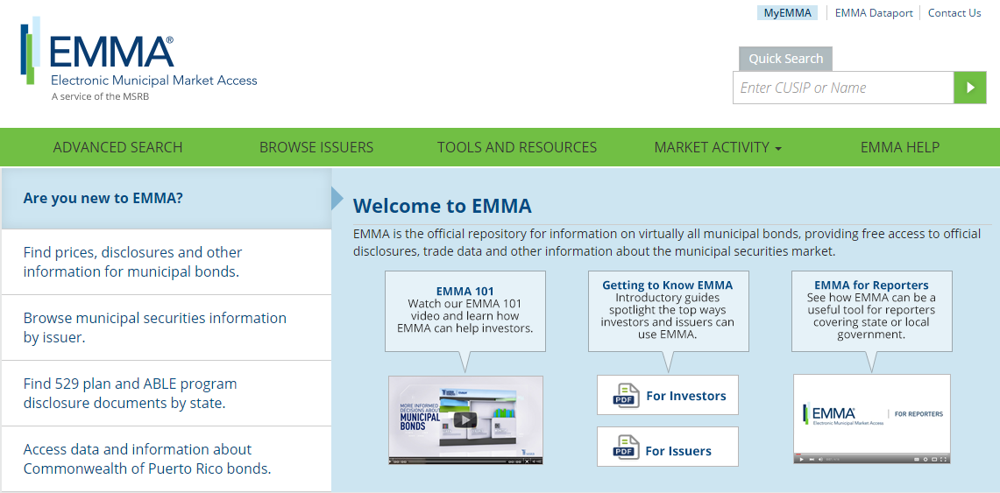 MyEMMA
EMMA Dataport
Contact Us
EMMA®
Electronic Municipal Market Access
A service of the MSRB
Quick Search
Enter CUSIP or Name
ADVANCED SEARCH
BROWSE ISSUERS
TOOLS AND RESOURCES
MARKET ACTIVITY
EMMA HELP
Are you new to EMMA?
Find prices, disclosures and other
information for municipal bonds.
Browse municipal securities information
by issuer.
Find 529 plan and ABLE program
disclosure documents by state.
Access data and information about
Commonwealth of Puerto Rico bonds.
Welcome to EMMA
EMMA is the official repository for information on virtually all municipal bonds, providing free access to official
disclosures, trade data and other information about the municipal securities market.
EMMA 101
Watch our EMMA 101
video and learn how
EMMA can help investors.
MORE INFORMED
DECISIONS ABOUT
MUNICIPAL
BONDS
Getting to Know EMMA
Introductory guides
spotlight the top ways
investors and issuers can
use EMMA.
PDF
For Investors
PDF
For Issuers
EMMA for Reporters
See how EMMA can be a
useful tool for reporters
covering state or local
government.
EMMA®
Electronic Municipal Market Access
FOR REPORTERS